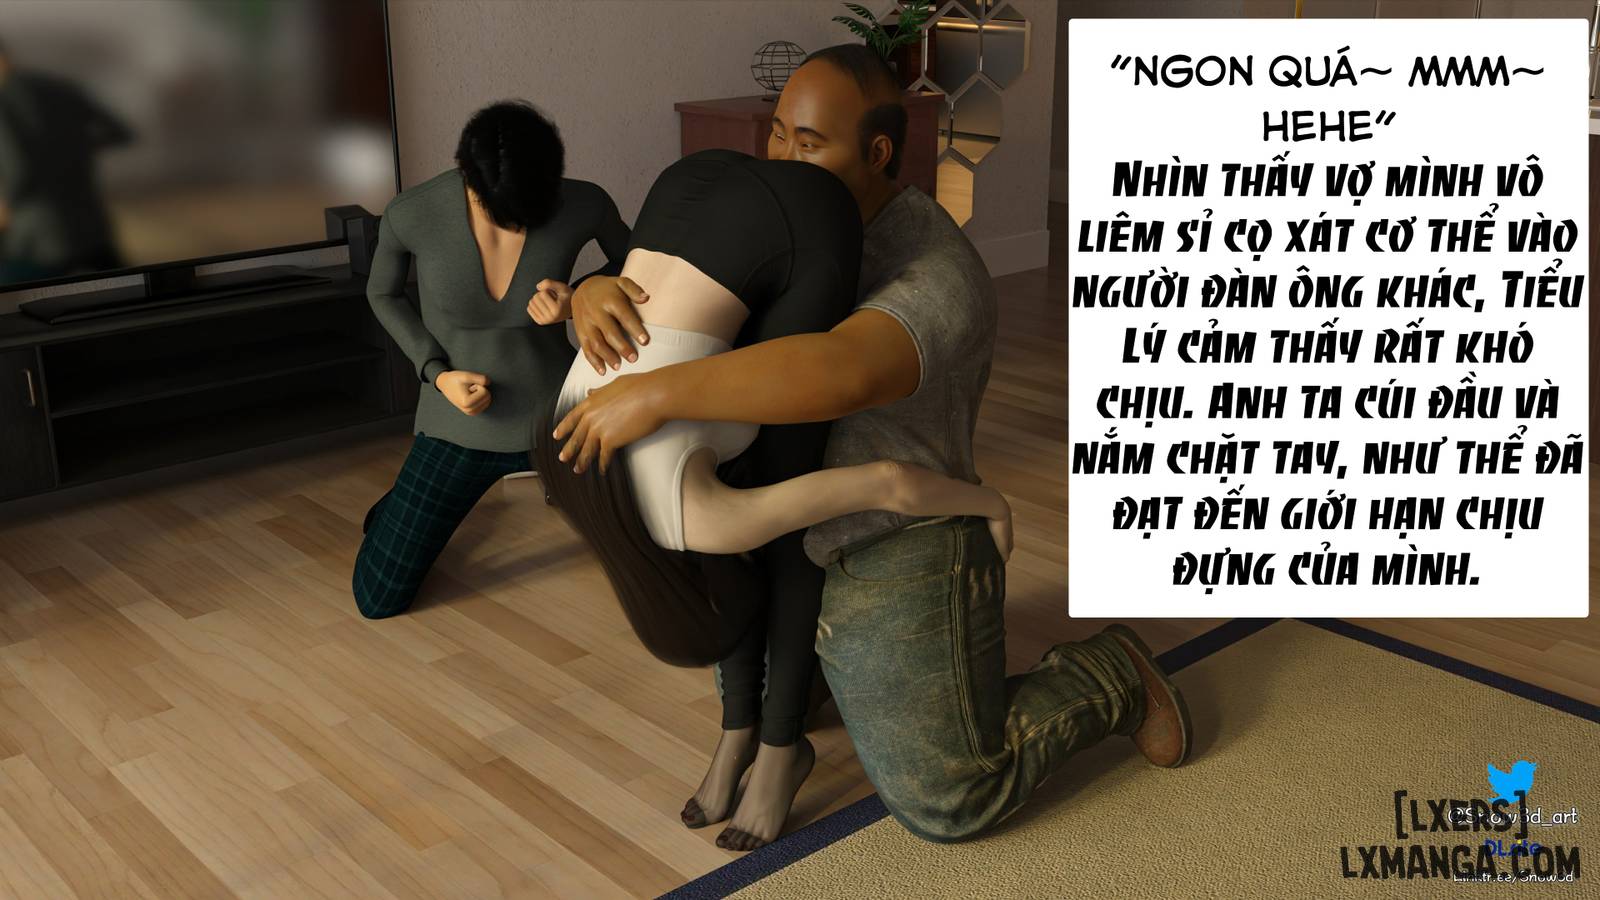 "NGON QUÁ~ MMM~
HEHE"
NHÌN THẤY VỢ MÌNH VÔ
LIÊM SỈ CỌ XÁT CƠ THỂ VÀO
NGƯỜI ĐÀN ÔNG KHÁC, TIỂU
LÝ CẢM THẤY RẤT KHÓ
CHỊU. ANH TA CÚI ĐẦU VÀ
NẮM CHẶT TAY, NHƯ THỂ ĐÃ
ĐẠT ĐẾN GIỚI HẠN CHỊU
ĐỰNG CỦA MÌNH.
[LXERS]
@Snow3d_art
LXMANGA.COM